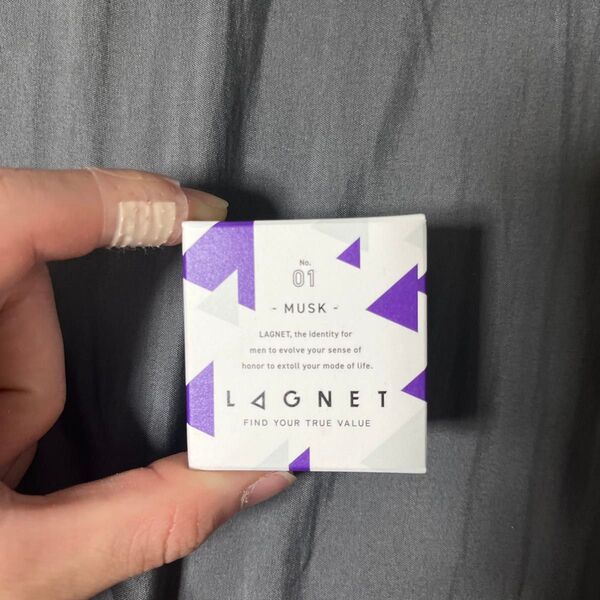 No.
01
- MUSK -
LAGNET, the identity for
men to evolve your sense of
honor to extoll your mode of life.
LAGNET
FIND YOUR TRUE VALUE